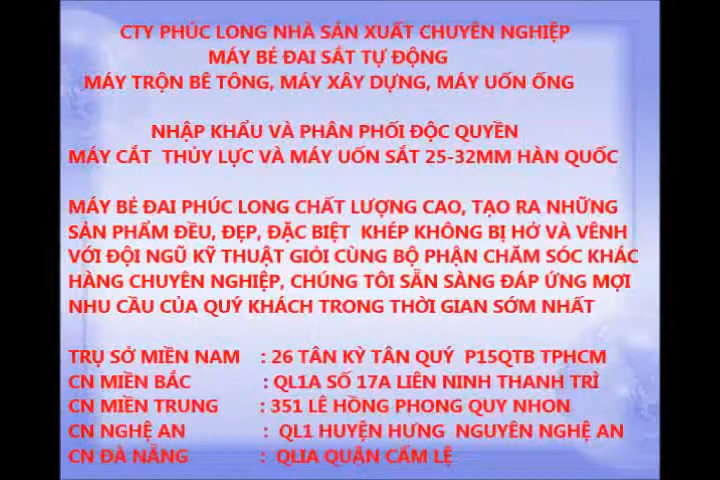 CTY PHÚC LONG NHÀ SẢN XUẤT CHUYÊN NGHIỆP
MÁY BẺ ĐAI SẮT TỰ ĐỘNG
MÁY TRỘN BÊ TÔNG, MÁY XÂY DỰNG, MÁY UỐN ỐNG
NHẬP KHẨU VÀ PHÂN PHỐI ĐỘC QUYỀN
MÁY CẮT THỦY LỰC VÀ MÁY UỐN SẮT 25-32MM HÀN QUỐC
MÁY BẺ ĐAI PHÚC LONG CHẤT LƯỢNG CAO, TẠO RA NHỮNG
SẢN PHẨM ĐỀU, ĐẸP, ĐẶC BIỆT KHÉP KHÔNG BỊ HỞ VÀ VÊNH
VỚI ĐỘI NGŨ KỸ THUẬT GIỎI CÙNG BỘ PHẬN CHĂM SÓC KHÁC
HÀNG CHUYÊN NGHIỆP, CHÚNG TÔI SẴN SÀNG ĐÁP ỨNG MỢI
NHU CẦU CỦA QUÝ KHÁCH TRONG THỜI GIAN SỚM NHẤT
TRỤ SỞ MIỀN NAM : 26 TÂN KỲ TÂN QUÝ P15QTB TPHCM
CN MIỀN BẮC : QL1A SỐ 17A LIÊN NINH THANH TRÌ
CN MIỀN TRUNG : 351 LÊ HỒNG PHONG QUY NHON
CN NGHỆ AN : QL1 HUYỆN HƯNG NGUYÊN NGHỆ AN
CN ĐÀ NẴNG : QLIA QUẬN CẨM LỆ